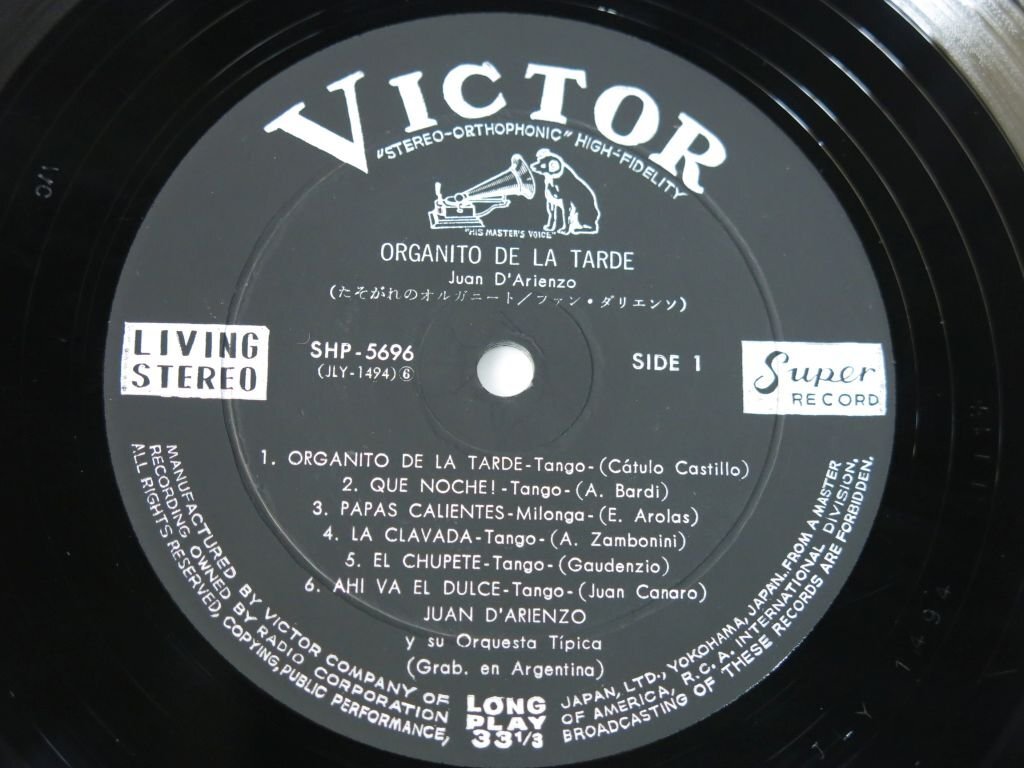 VICTOR
"STEREO-ORTHOPHONIC" HIGH-FIDELITY
"HIS MASTER'S VOICE"
ORGANITO DE LA TARDE
Juan D'Arienzo
(たそがれのオルガニート/ファン・ダリエンソ)
LIVING
STEREO
SHP-5696
(JLY-1494)⑥
SIDE 1
Super
RECORD
1. ORGANITO DE LA TARDE-Tango-(Cátulo Castillo)
2. QUE NOCHE!-Tango-(A. Bardi)
3. PAPAS CALIENTES-Milonga-(E. Arolas)
4. LA CLAVADA-Tango-(A. Zambonini)
5. EL CHUPETE-Tango-(Gaudenzio)
6. AHI VA EL DULCE-Tango-(Juan Canaro)
JUAN D'ARIENZO
y su Orquesta Típica
(Grab. en Argentina)
LONG
PLAY
33 1/3
MANUFACTURED BY VICTOR COMPANY OF JAPAN, LTD., YOKOHAMA, JAPAN. FROM A MASTER
RECORDING OWNED BY RADIO CORPORATION OF AMERICA, R.C.A. INTERNATIONAL DIVISION.
ALL RIGHTS RESERVED, COPYING, PUBLIC PERFORMANCE, BROADCASTING OF THESE RECORDS ARE FORBIDDEN.
1494